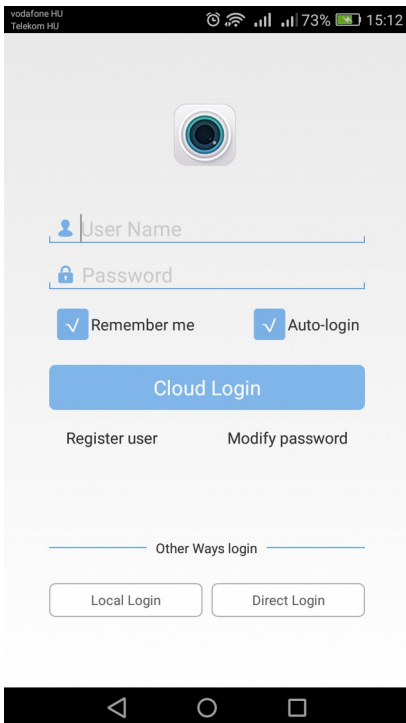 vodafone HU
Telekom HU
73% 15:12
User Name
Password
√ Remember me √ Auto-login
Cloud Login
Register user Modify password
Other Ways login
Local Login Direct Login